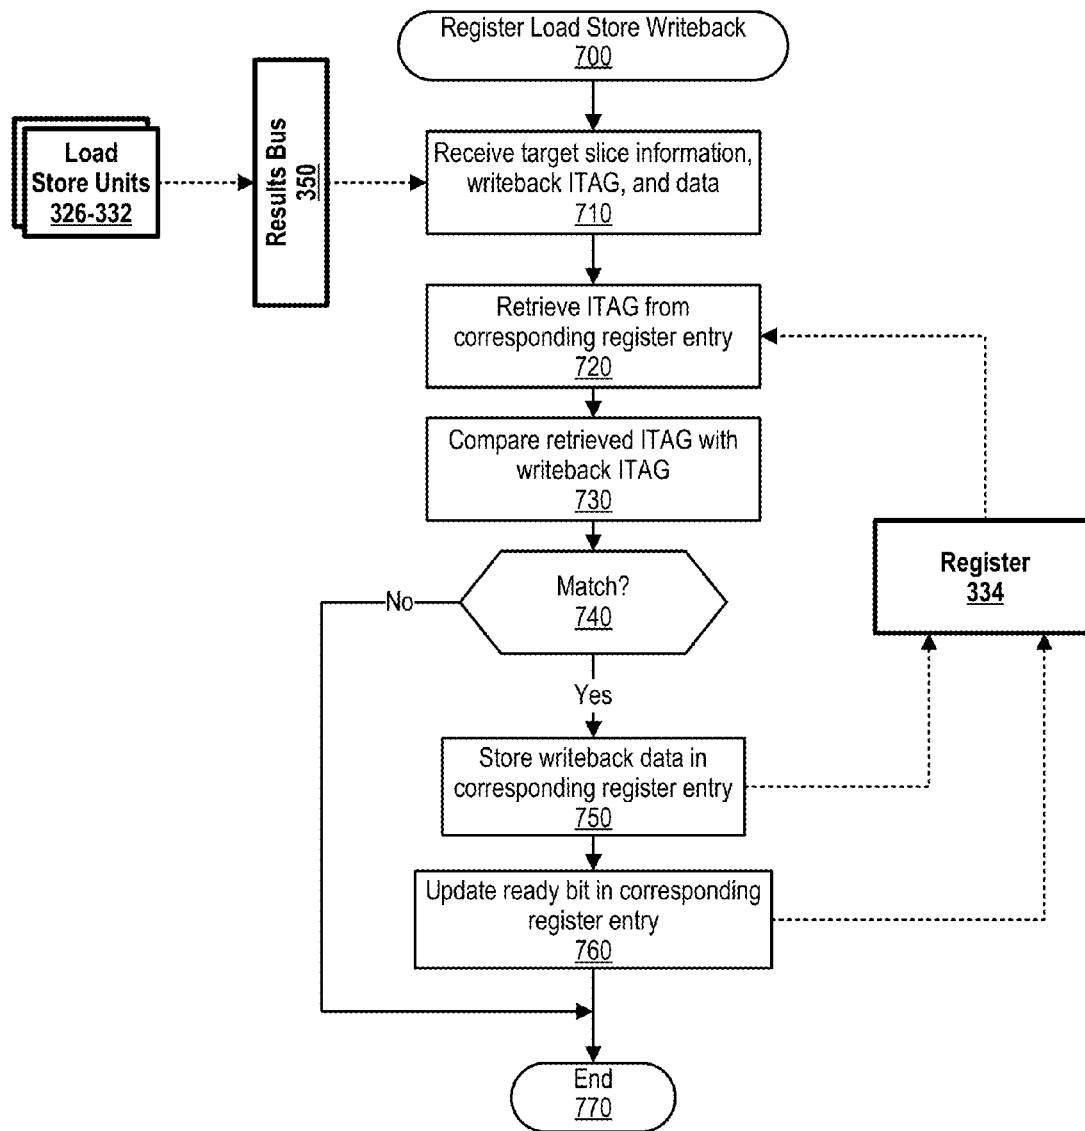 Register Load Store Writeback
700
Load
Store Units
326-332
Results Bus
350
Receive target slice information,
writeback ITAG, and data
710
Retrieve ITAG from
corresponding register entry
720
Compare retrieved ITAG with
writeback ITAG
730
Register
334
Match?
740
No
Yes
Store writeback data in
corresponding register entry
750
Update ready bit in corresponding
register entry
760
End
770